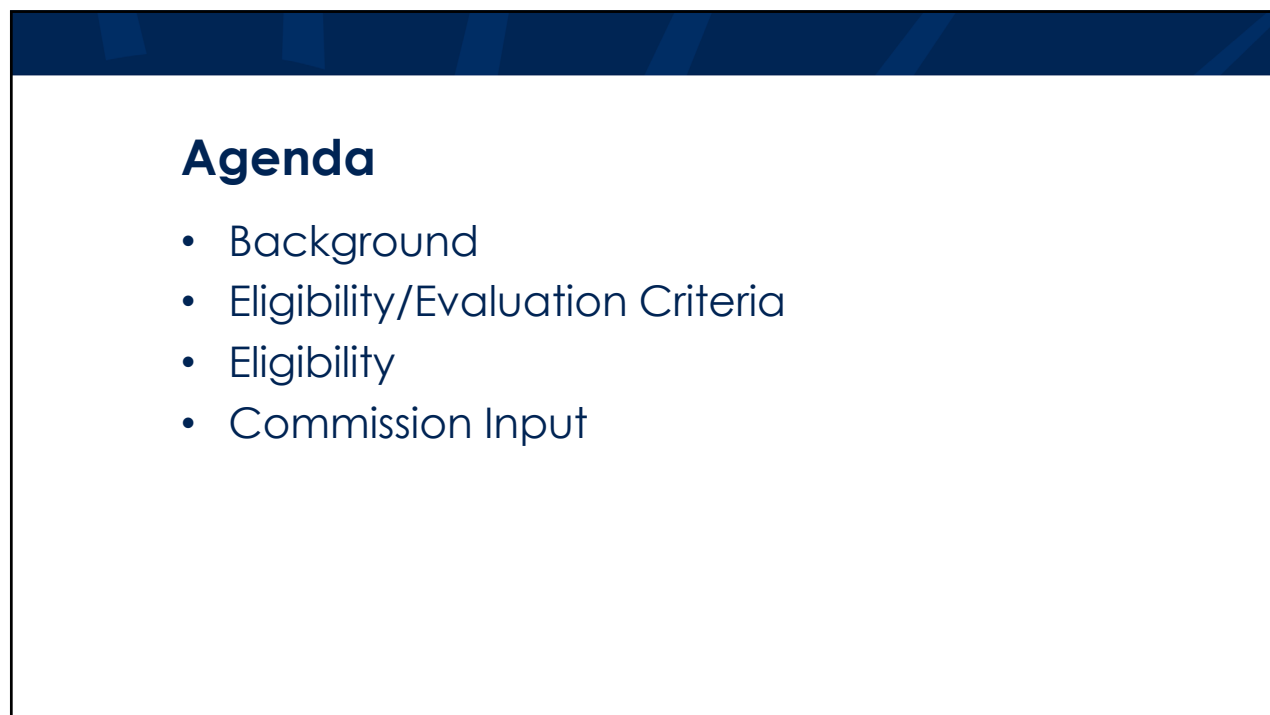 Agenda
• Background
• Eligibility/Evaluation Criteria
• Eligibility
• Commission Input